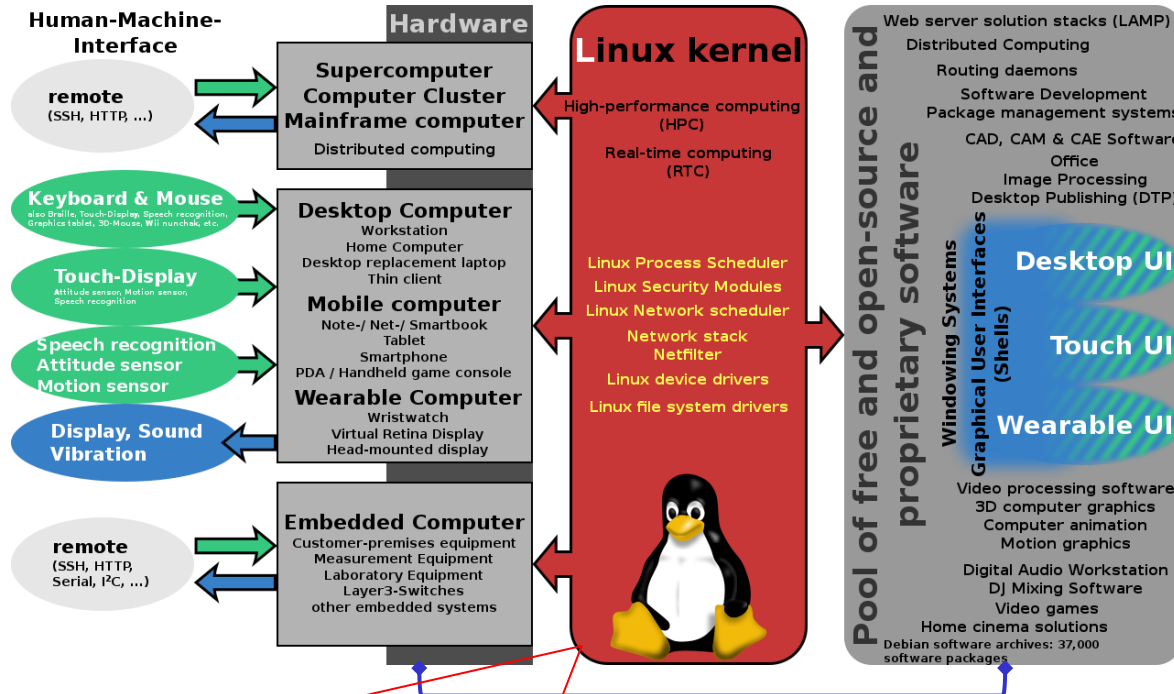 Human-Machine-
Interface
remote
(SSH, HTTP, ...)
Keyboard & Mouse
also Braille, Touch-Display, Speech recognition,
Graphics tablet, 3D-Mouse, Wii nunchak, etc.
Touch-Display
Attitude sensor, Motion sensor,
Speech recognition
Speech recognition
Attitude sensor
Motion sensor
Display, Sound
Vibration
remote
(SSH, HTTP,
Serial, I²C, ...)
Hardware
Supercomputer
Computer Cluster
Mainframe computer
Distributed computing
Desktop Computer
Workstation
Home Computer
Desktop replacement laptop
Thin client
Mobile computer
Note-/ Net-/ Smartbook
Tablet
Smartphone
PDA / Handheld game console
Wearable Computer
Wristwatch
Virtual Retina Display
Head-mounted display
Embedded Computer
Customer-premises equipment
Measurement Equipment
Laboratory Equipment
Layer3-Switches
other embedded systems
Linux kernel
High-performance computing
(HPC)
Real-time computing
(RTC)
Linux Process Scheduler
Linux Security Modules
Linux Network scheduler
Network stack
Netfilter
Linux device drivers
Linux file system drivers
Pool of free and open-source and
proprietary software
Web server solution stacks (LAMP)
Distributed Computing
Routing daemons
Software Development
Package management systems
CAD, CAM & CAE Software
Office
Image Processing
Desktop Publishing (DTP)
Windowing Systems
Graphical User Interfaces
(Shells)
Desktop UI
Touch UI
Wearable UI
Video processing software
3D computer graphics
Computer animation
Motion graphics
Digital Audio Workstation
DJ Mixing Software
Video games
Home cinema solutions
Debian software archives: 37,000
software packages